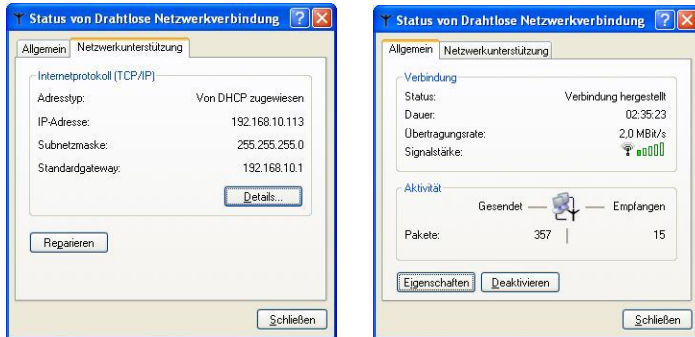 Status von Drahtlose Netzwerkverbindung
Allgemein Netzwerkunterstützung
Internetprotokoll (TCP/IP)
Adresstyp: Von DHCP zugewiesen
IP-Adresse: 192.168.10.113
Subnetzmaske: 255.255.255.0
Standardgateway: 192.168.10.1
Details...
Reparieren
Schließen
Status von Drahtlose Netzwerkverbindung
Allgemein Netzwerkunterstützung
Verbindung
Status: Verbindung hergestellt
Dauer: 02:35:23
Übertragungsrate: 2,0 MBit/s
Signalstärke:
Aktivität
Gesendet — — Empfangen
Pakete: 357 | 15
Eigenschaften Deaktivieren
Schließen